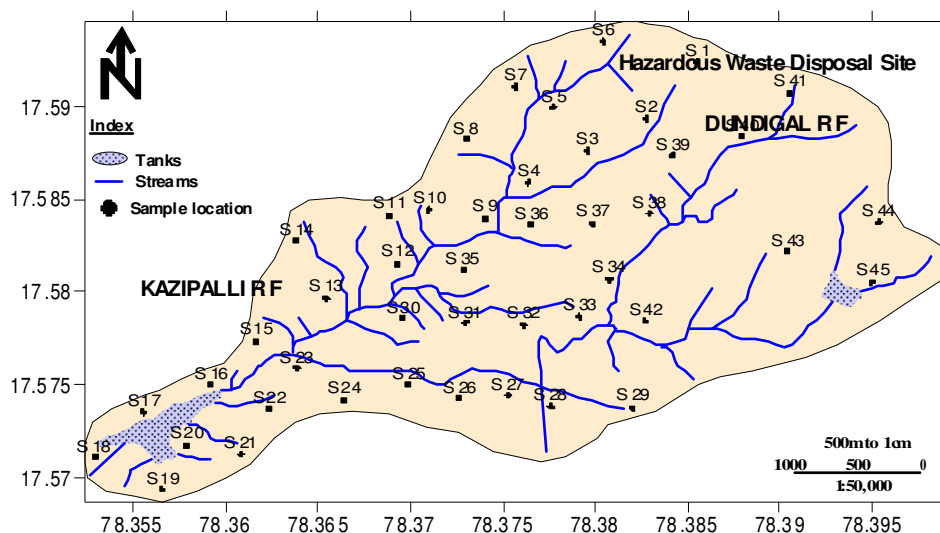 S 6
S 1
Hazardous Waste Disposal Site
S 7
S 41
S 5
S 2
17.59
N
Index
DUNDIGAL R F
S 8
S 3
S 39
Tanks
S 4
Streams
17.585
Sample location
S 11
S 10
S 9
S 36
S 37
S 38
S 44
S 14
S 12
S 35
S 43
S 34
S 45
17.58
KAZIPALLI R F
S 13
S 30
S 31
S 32
S 33
S 42
S 15
S 23
17.575
S 16
S 24
S 25
S 26
S 27
S 28
S 29
S 17
S 22
S 18
S 20
S 21
500m to 1cm
17.57
S19
1000 500 0
1:50,000
78.355 78.36 78.365 78.37 78.375 78.38 78.385 78.39 78.395